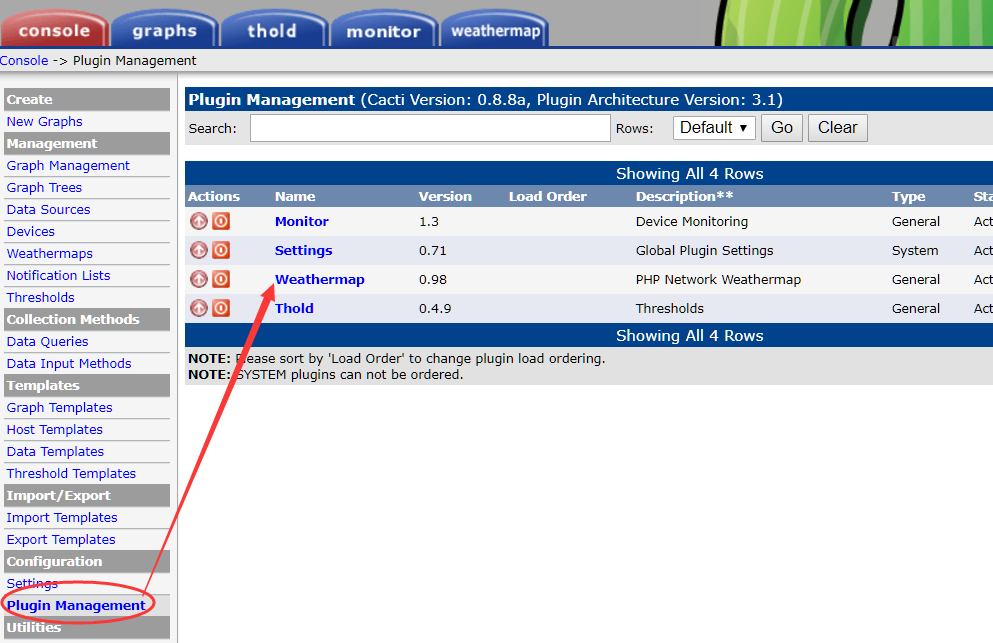 console graphs thold monitor weathermap
Console -> Plugin Management
Create
New Graphs
Management
Graph Management
Graph Trees
Data Sources
Devices
Weathermaps
Notification Lists
Thresholds
Collection Methods
Data Queries
Data Input Methods
Templates
Graph Templates
Host Templates
Data Templates
Threshold Templates
Import/Export
Import Templates
Export Templates
Configuration
Settings
Plugin Management
Utilities
Plugin Management (Cacti Version: 0.8.8a, Plugin Architecture Version: 3.1)
Search: Rows: Default Go Clear
Showing All 4 Rows
Actions Name Version Load Order Description** Type Sta
Monitor 1.3 Device Monitoring General Act
Settings 0.71 Global Plugin Settings System Act
Weathermap 0.98 PHP Network Weathermap General Act
Thold 0.4.9 Thresholds General Act
Showing All 4 Rows
NOTE: Please sort by 'Load Order' to change plugin load ordering.
NOTE: SYSTEM plugins can not be ordered.